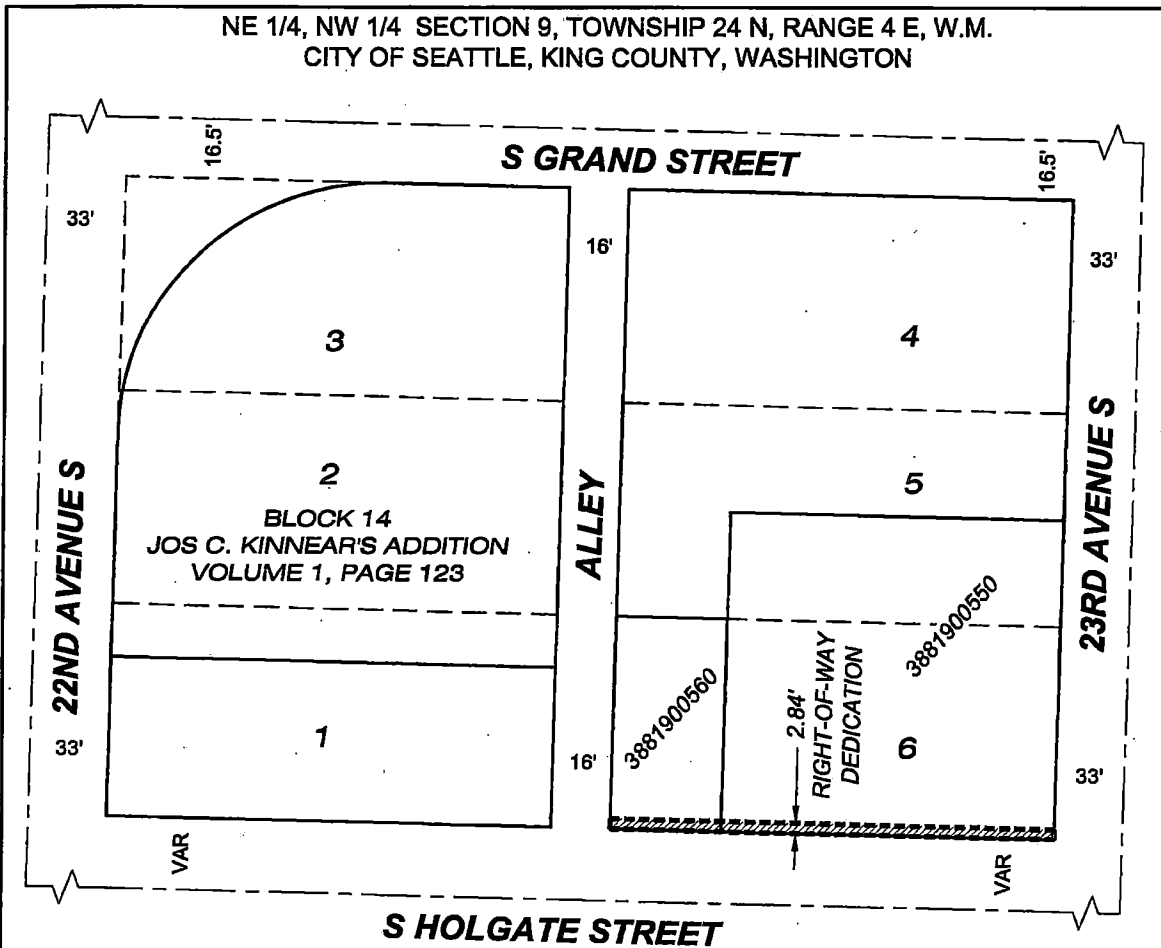 NE 1/4, NW 1/4 SECTION 9, TOWNSHIP 24 N, RANGE 4 E, W.M.
CITY OF SEATTLE, KING COUNTY, WASHINGTON
16.5'
S GRAND STREET
16.5'
33'
16'
33'
3
4
22ND AVENUE S
2
BLOCK 14
JOS C. KINNEAR'S ADDITION
VOLUME 1, PAGE 123
ALLEY
5
23RD AVENUE S
3881900560
3881900550
2.84'
RIGHT-OF-WAY
DEDICATION
33'
1
16'
6
33'
VAR
VAR
S HOLGATE STREET